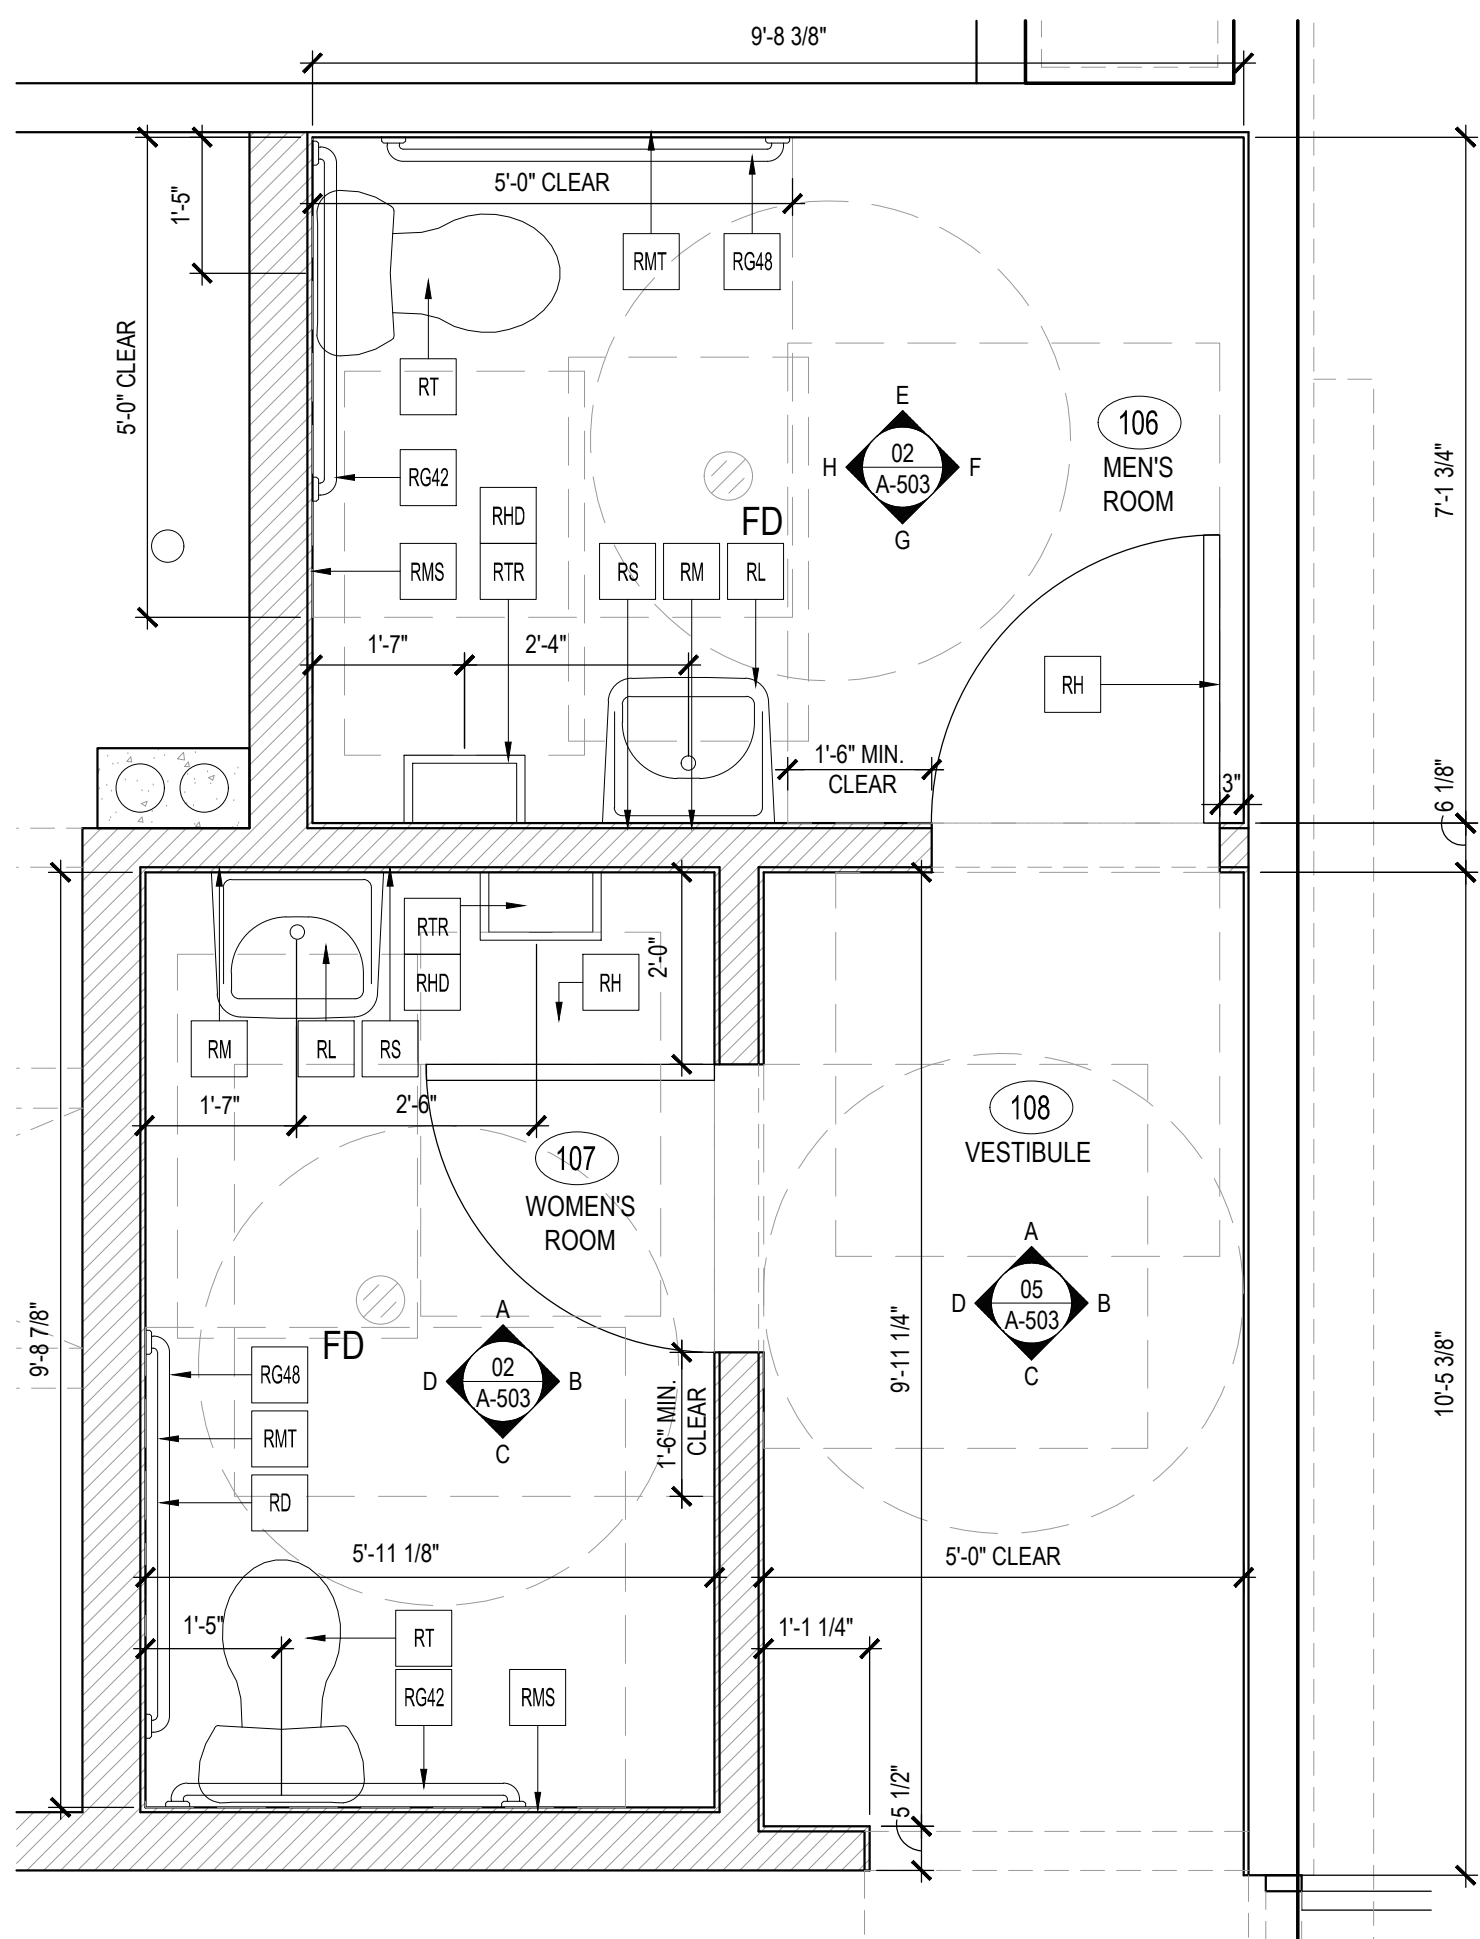 9'-8 3/8"
1'-5"
5'-0" CLEAR
RMT
RG48
5'-0" CLEAR
RT
E
02
H
F
A-503
G
106
MEN'S
ROOM
7'-1 3/4"
RG42
RHD
FD
RMS
RTR
RS
RM
RL
1'-7"
2'-4"
RH
1'-6" MIN.
CLEAR
3"
6 1/8"
RTR
RHD
RH
2'-0"
RM
RL
RS
1'-7"
2'-6"
107
WOMEN'S
ROOM
108
VESTIBULE
A
05
D
B
A-503
C
9'-8 7/8"
FD
RG48
A
02
D
B
A-503
C
1'-6" MIN.
CLEAR
9'-11 1/4"
10'-5 3/8"
RMT
RD
5'-11 1/8"
5'-0" CLEAR
1'-5"
RT
1'-1 1/4"
RG42
RMS
5 1/2"